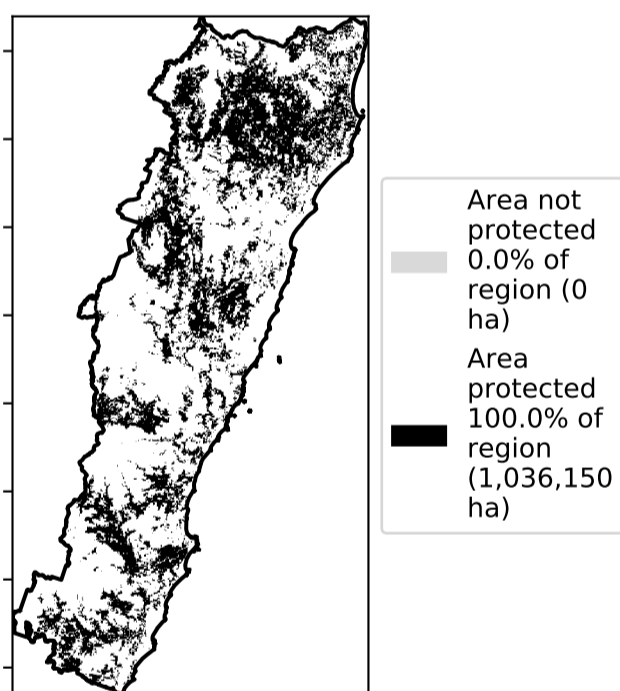 Area not
protected
0.0% of
region (0
ha)
Area
protected
100.0% of
region
(1,036,150
ha)